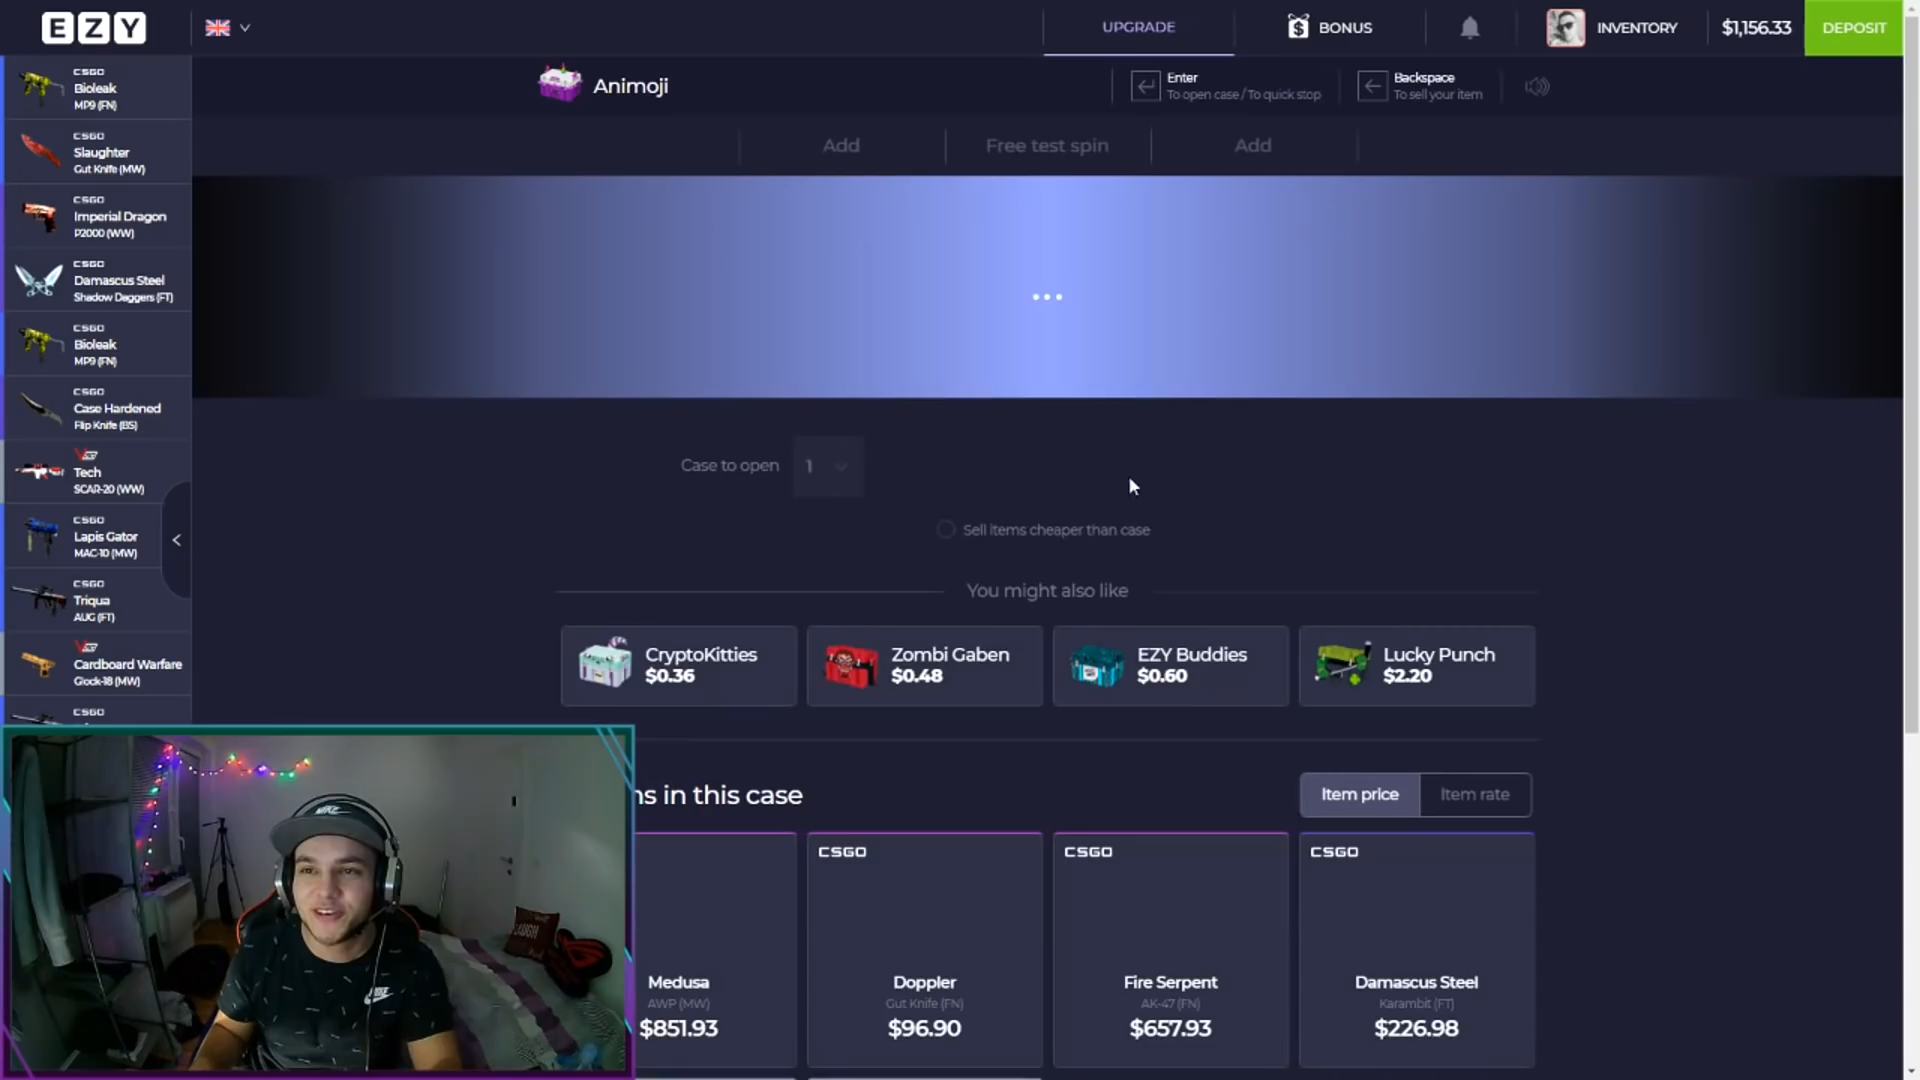 EZY
UPGRADE
BONUS
INVENTORY
$1,156.33
DEPOSIT
Animoji
Enter
To open case / To quick stop
Backspace
To sell your item
Add
Free test spin
Add
CSGO
Bioleak
MP9 (FN)
CSGO
Slaughter
Gut Knife (MW)
CSGO
Imperial Dragon
P2000 (WW)
CSGO
Damascus Steel
Shadow Daggers (FT)
CSGO
Bioleak
MP9 (FN)
CSGO
Case Hardened
Flip Knife (BS)
Tech
SCAR-20 (WW)
CSGO
Lapis Gator
MAC-10 (MW)
CSGO
Triqua
AUG (FT)
Cardboard Warfare
Glock-18 (MW)
CSGO
Case to open 1
Sell items cheaper than case
You might also like
CryptoKitties
$0.36
Zombi Gaben
$0.48
EZY Buddies
$0.60
Lucky Punch
$2.20
ns in this case
Item price
Item rate
Medusa
AWP (MW)
$851.93
CSGO
Doppler
Gut Knife (FN)
$96.90
CSGO
Fire Serpent
AK-47 (FN)
$657.93
CSGO
Damascus Steel
Karambit (FT)
$226.98
LAUGH